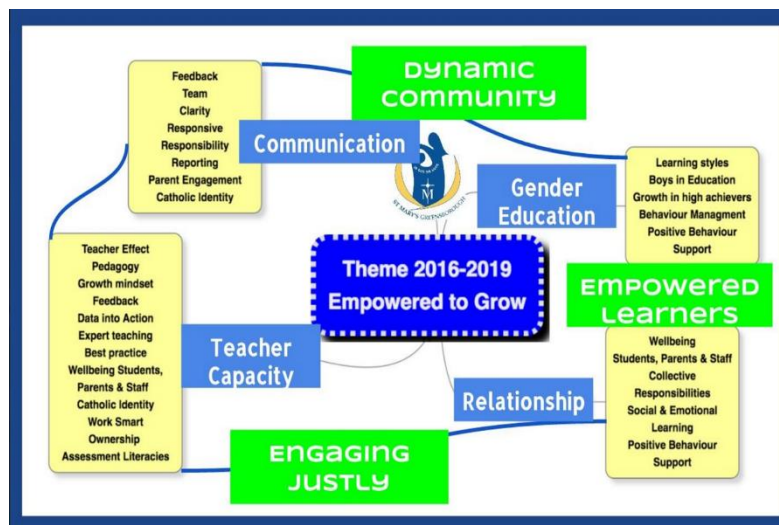 DYNAMIC
COMMUNITY
Feedback
Team
Clarity
Responsive
Responsibility
Reporting
Parent Engagement
Catholic Identity
Communication
ST MARY'S GREENSBOROUGH
Gender
Education
Learning styles
Boys in Education
Growth in high achievers
Behaviour Managment
Positive Behaviour
Support
Theme 2016-2019
Empowered to Grow
EMPOWERED
LEARNERS
Teacher Effect
Pedagogy
Growth mindset
Feedback
Data into Action
Expert teaching
Best practice
Wellbeing Students,
Parents & Staff
Catholic Identity
Work Smart
Ownership
Assessment Literacies
Teacher
Capacity
Relationship
Wellbeing
Students, Parents & Staff
Collective
Responsibilities
Social & Emotional
Learning
Positive Behaviour
Support
ENGAGING
JUSTLY